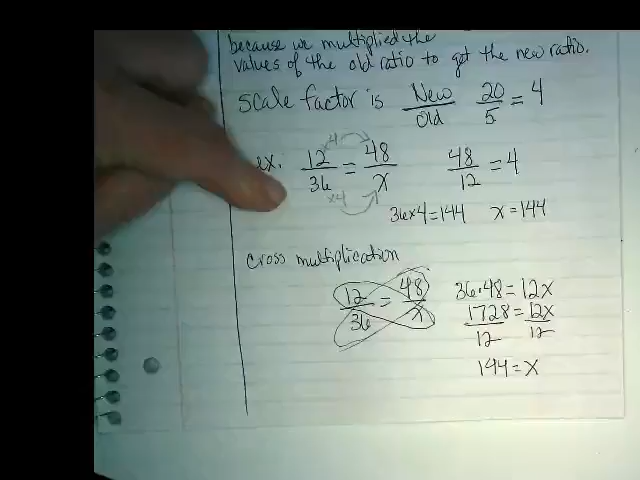 because we multiplied the
values of the old ratio to get the new ratio.
scale factor is New/Old 20/5 = 4
ex. 12/36 = 48/x 48/12 = 4
x4
x4
36x4=144 x=144
Cross multiplication
12/36 = 48/x
36·48=12x
1728/12 = 12x/12
144=x